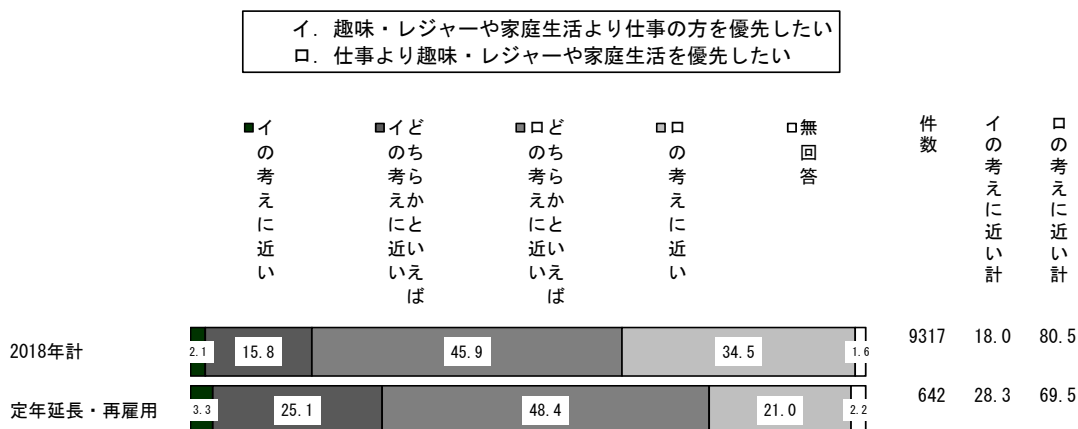 イ．趣味・レジャーや家庭生活より仕事の方を優先したい
ロ．仕事より趣味・レジャーや家庭生活を優先したい
イの考えに近い
どちらかといえば
イの考えに近い
どちらかといえば
ロの考えに近い
ロの考えに近い
無回答
件数
イの考えに近い計
ロの考えに近い計
2018年計 2.1 15.8 45.9 34.5 1.6 9317 18.0 80.5
定年延長・再雇用 3.3 25.1 48.4 21.0 2.2 642 28.3 69.5